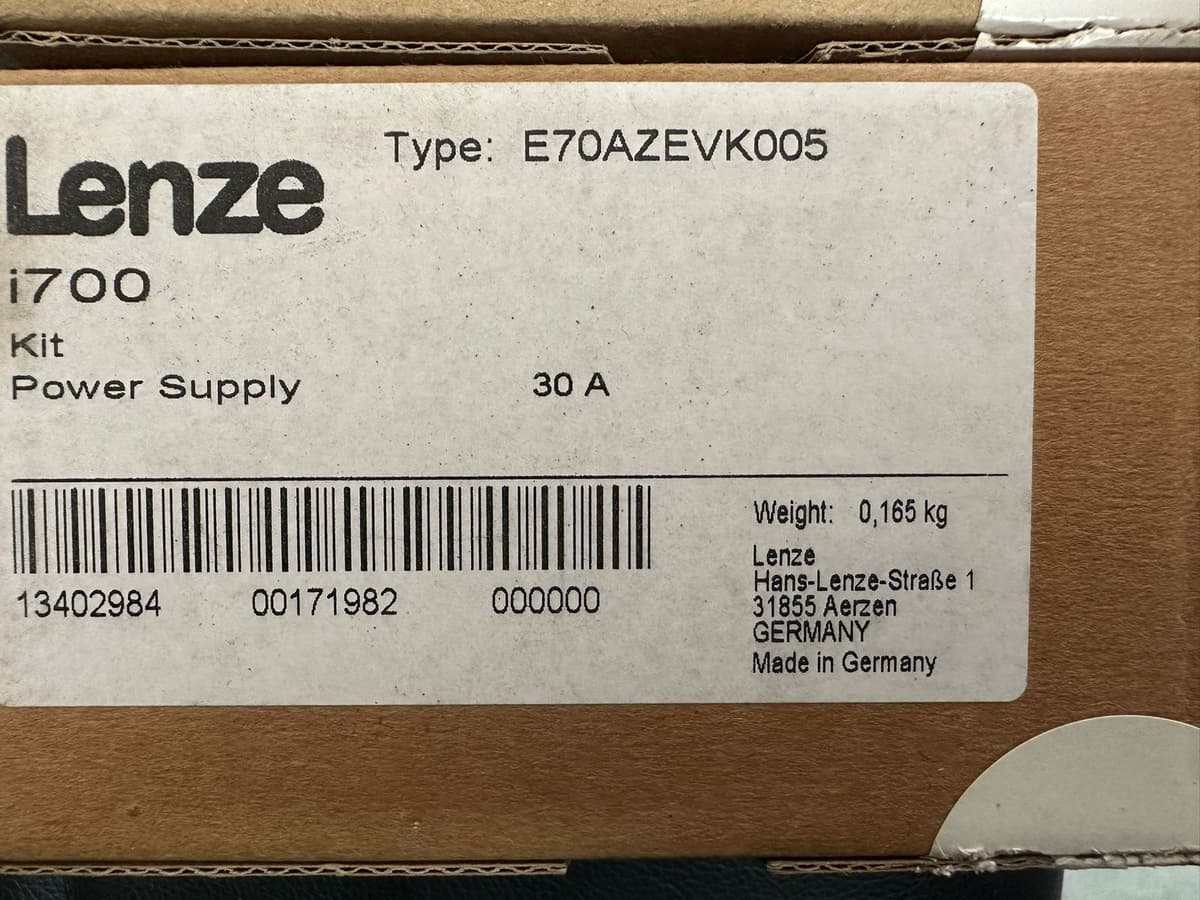 Lenze
Type: E70AZEVK005
i700
Kit
Power Supply 30 A
13402984 00171982 000000
Weight: 0,165 kg
Lenze
Hans-Lenze-Straße 1
31855 Aerzen
GERMANY
Made in Germany